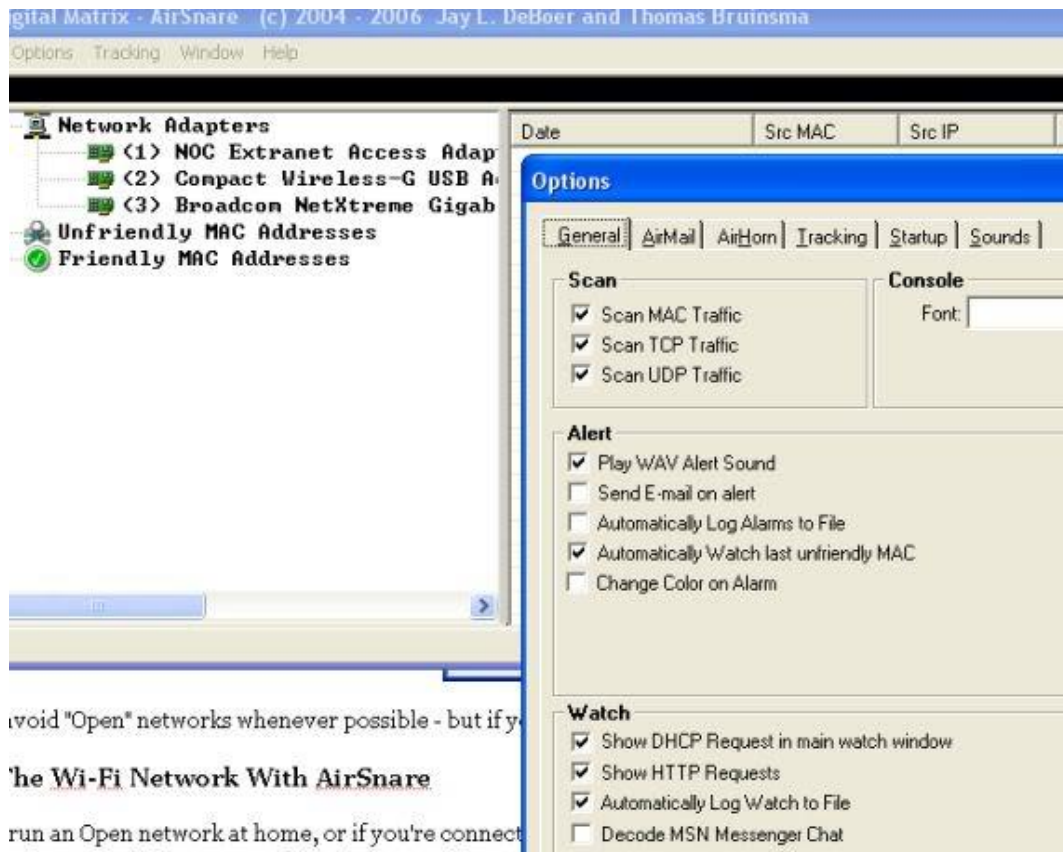 gital Matrix - AirSnare (c) 2004 - 2006 Jay L. DeBoer and Thomas Bruinsma
Options Tracking Window Help
Network Adapters
(1) NOC Extranet Access Adap
(2) Compact Wireless-G USB A
(3) Broadcom NetXtreme Gigab
Unfriendly MAC Addresses
Friendly MAC Addresses
Date Src MAC Src IP
Options
General AirMail AirHorn Tracking Startup Sounds
Scan
Scan MAC Traffic
Scan TCP Traffic
Scan UDP Traffic
Console
Font:
Alert
Play WAV Alert Sound
Send E-mail on alert
Automatically Log Alarms to File
Automatically Watch last unfriendly MAC
Change Color on Alarm
Watch
Show DHCP Request in main watch window
Show HTTP Requests
Automatically Log Watch to File
Decode MSN Messenger Chat
void "Open" networks whenever possible - but if y
he Wi-Fi Network With AirSnare
run an Open network at home, or if you're connect